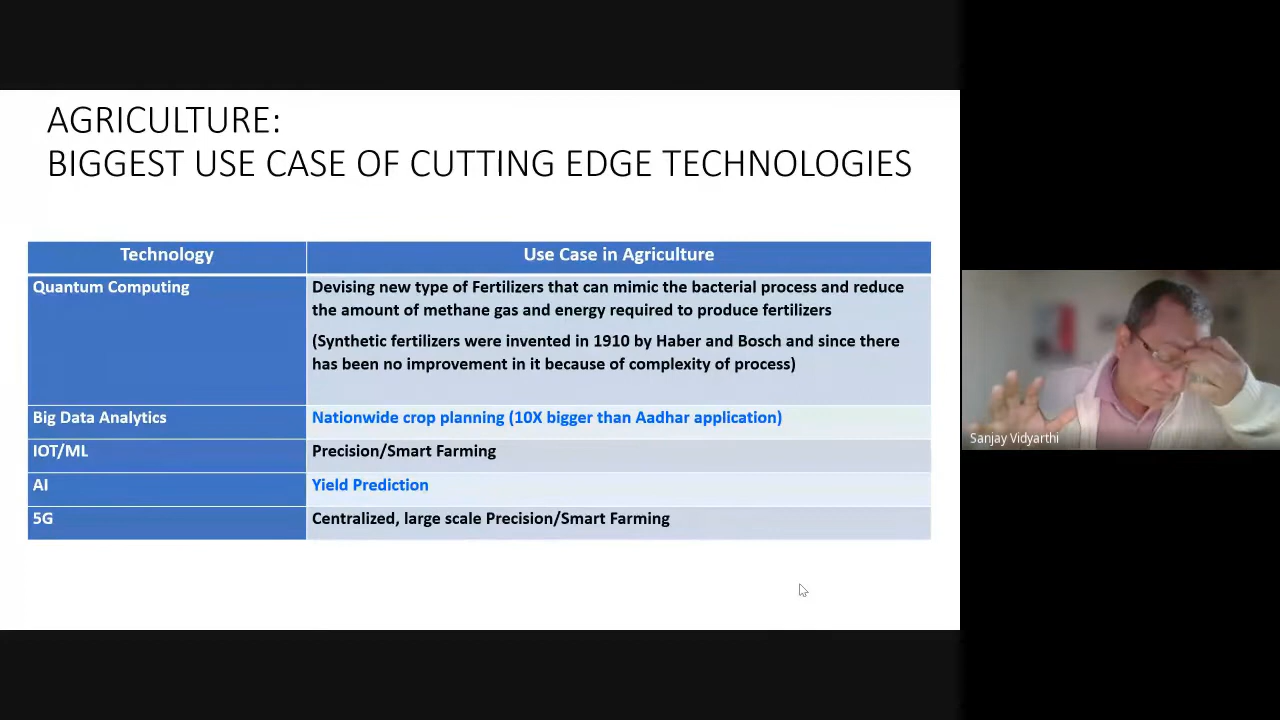 AGRICULTURE:
BIGGEST USE CASE OF CUTTING EDGE TECHNOLOGIES
Technology
Use Case in Agriculture
Quantum Computing
Devising new type of Fertilizers that can mimic the bacterial process and reduce
the amount of methane gas and energy required to produce fertilizers
(Synthetic fertilizers were invented in 1910 by Haber and Bosch and since there
has been no improvement in it because of complexity of process)
Big Data Analytics
Nationwide crop planning (10X bigger than Aadhar application)
IOT/ML
Precision/Smart Farming
AI
Yield Prediction
5G
Centralized, large scale Precision/Smart Farming
Sanjay Vidyarthi